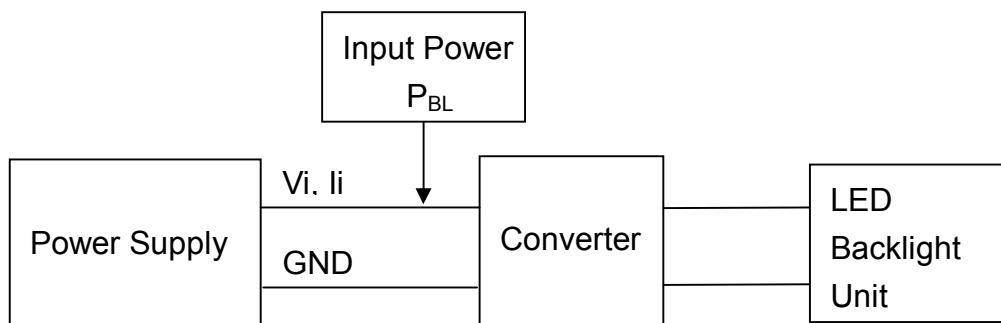 Input Power
P_BL
Vi, Ii
Power Supply
GND
Converter
LED
Backlight
Unit